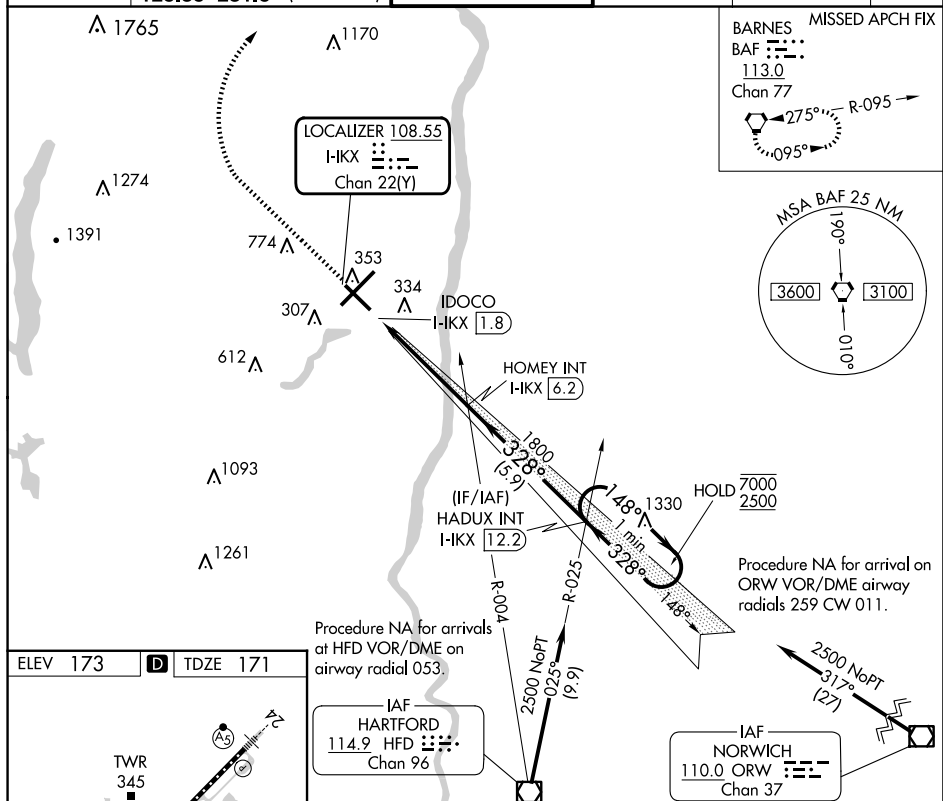 1765
1170
MISSED APCH FIX
BARNES
BAF
113.0
Chan 77
275°
R-095
095°
LOCALIZER 108.55
I-IKX
Chan 22(Y)
1274
1391
774
353
334
307
612
IDOCO
I-IKX 1.8
MSA BAF 25 NM
190°
3600
3100
010°
HOMEY INT
I-IKX 6.2
1800
328°
(5.9)
1093
1261
(IF/IAF)
HADUX INT
I-IKX 12.2
148°
1330
1 min
328°
148°
HOLD 7000
2500
Procedure NA for arrival on
ORW VOR/DME airway
radials 259 CW 011.
R-004
R-025
Procedure NA for arrivals
at HFD VOR/DME on
airway radial 053.
2500 NoPT
025°
(9.9)
2500 NoPT
317°
(27)
IAF
HARTFORD
114.9 HFD
Chan 96
IAF
NORWICH
110.0 ORW
Chan 37
ELEV 173
D
TDZE 171
TWR
345
A5
P
24